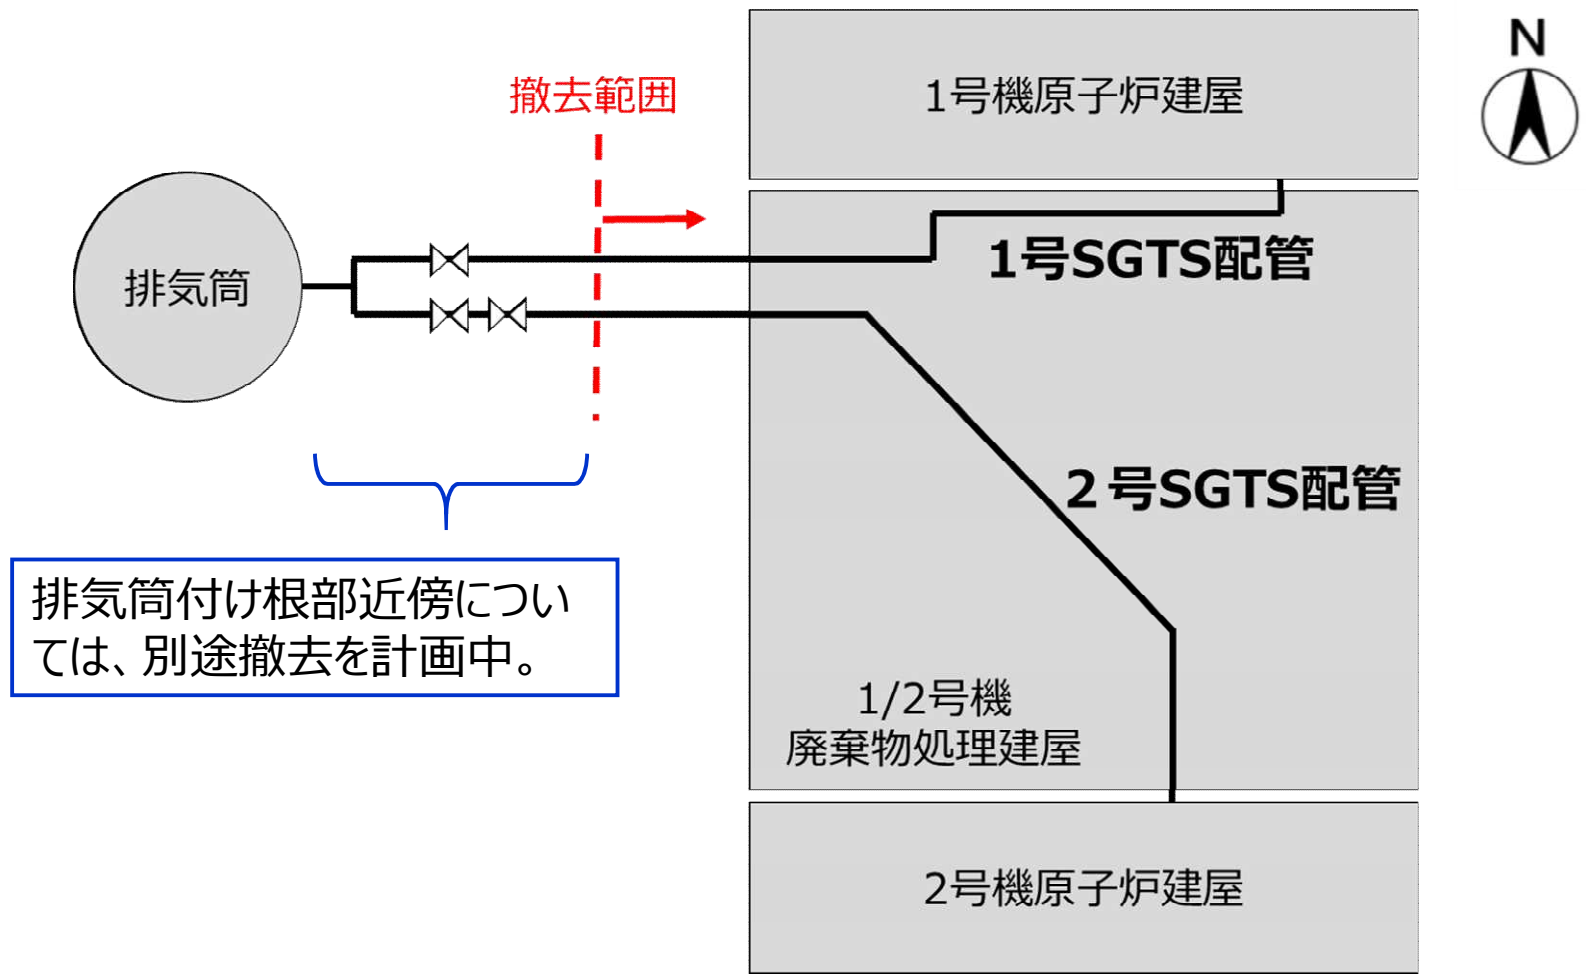 N
撤去範囲
1号機原子炉建屋
排気筒
1号SGTS配管
２号SGTS配管
排気筒付け根部近傍につい
ては、別途撤去を計画中。
1/2号機
廃棄物処理建屋
2号機原子炉建屋